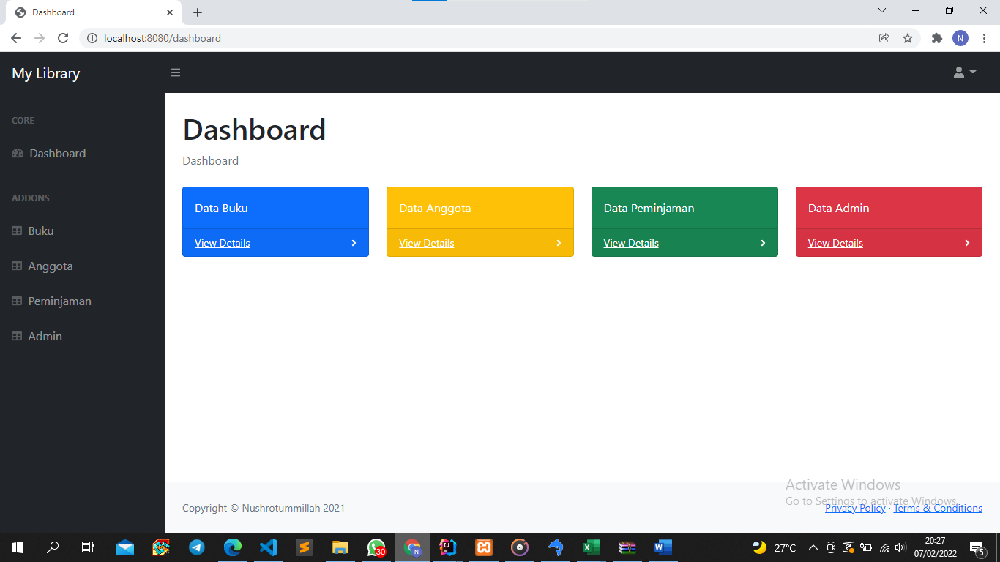 Dashboard
localhost:8080/dashboard
N
My Library
CORE
Dashboard
ADDONS
Buku
Anggota
Peminjaman
Admin
Dashboard
Dashboard
Data Buku
View Details
Data Anggota
View Details
Data Peminjaman
View Details
Data Admin
View Details
Activate Windows
Go to Settings to activate Windows.
Copyright © Nushrotummillah 2021
Privacy Policy · Terms & Conditions
30
N
27°C
20:27
07/02/2022
5